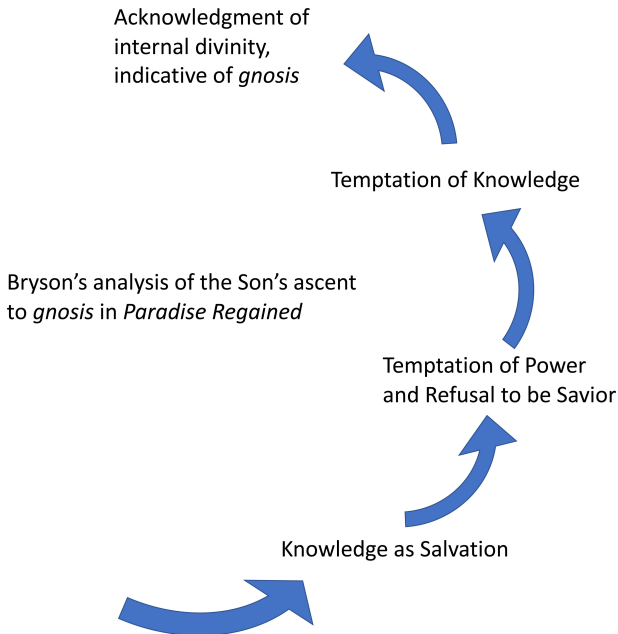 Acknowledgment of
internal divinity,
indicative of gnosis
Temptation of Knowledge
Bryson’s analysis of the Son’s ascent
to gnosis in Paradise Regained
Temptation of Power
and Refusal to be Savior
Knowledge as Salvation